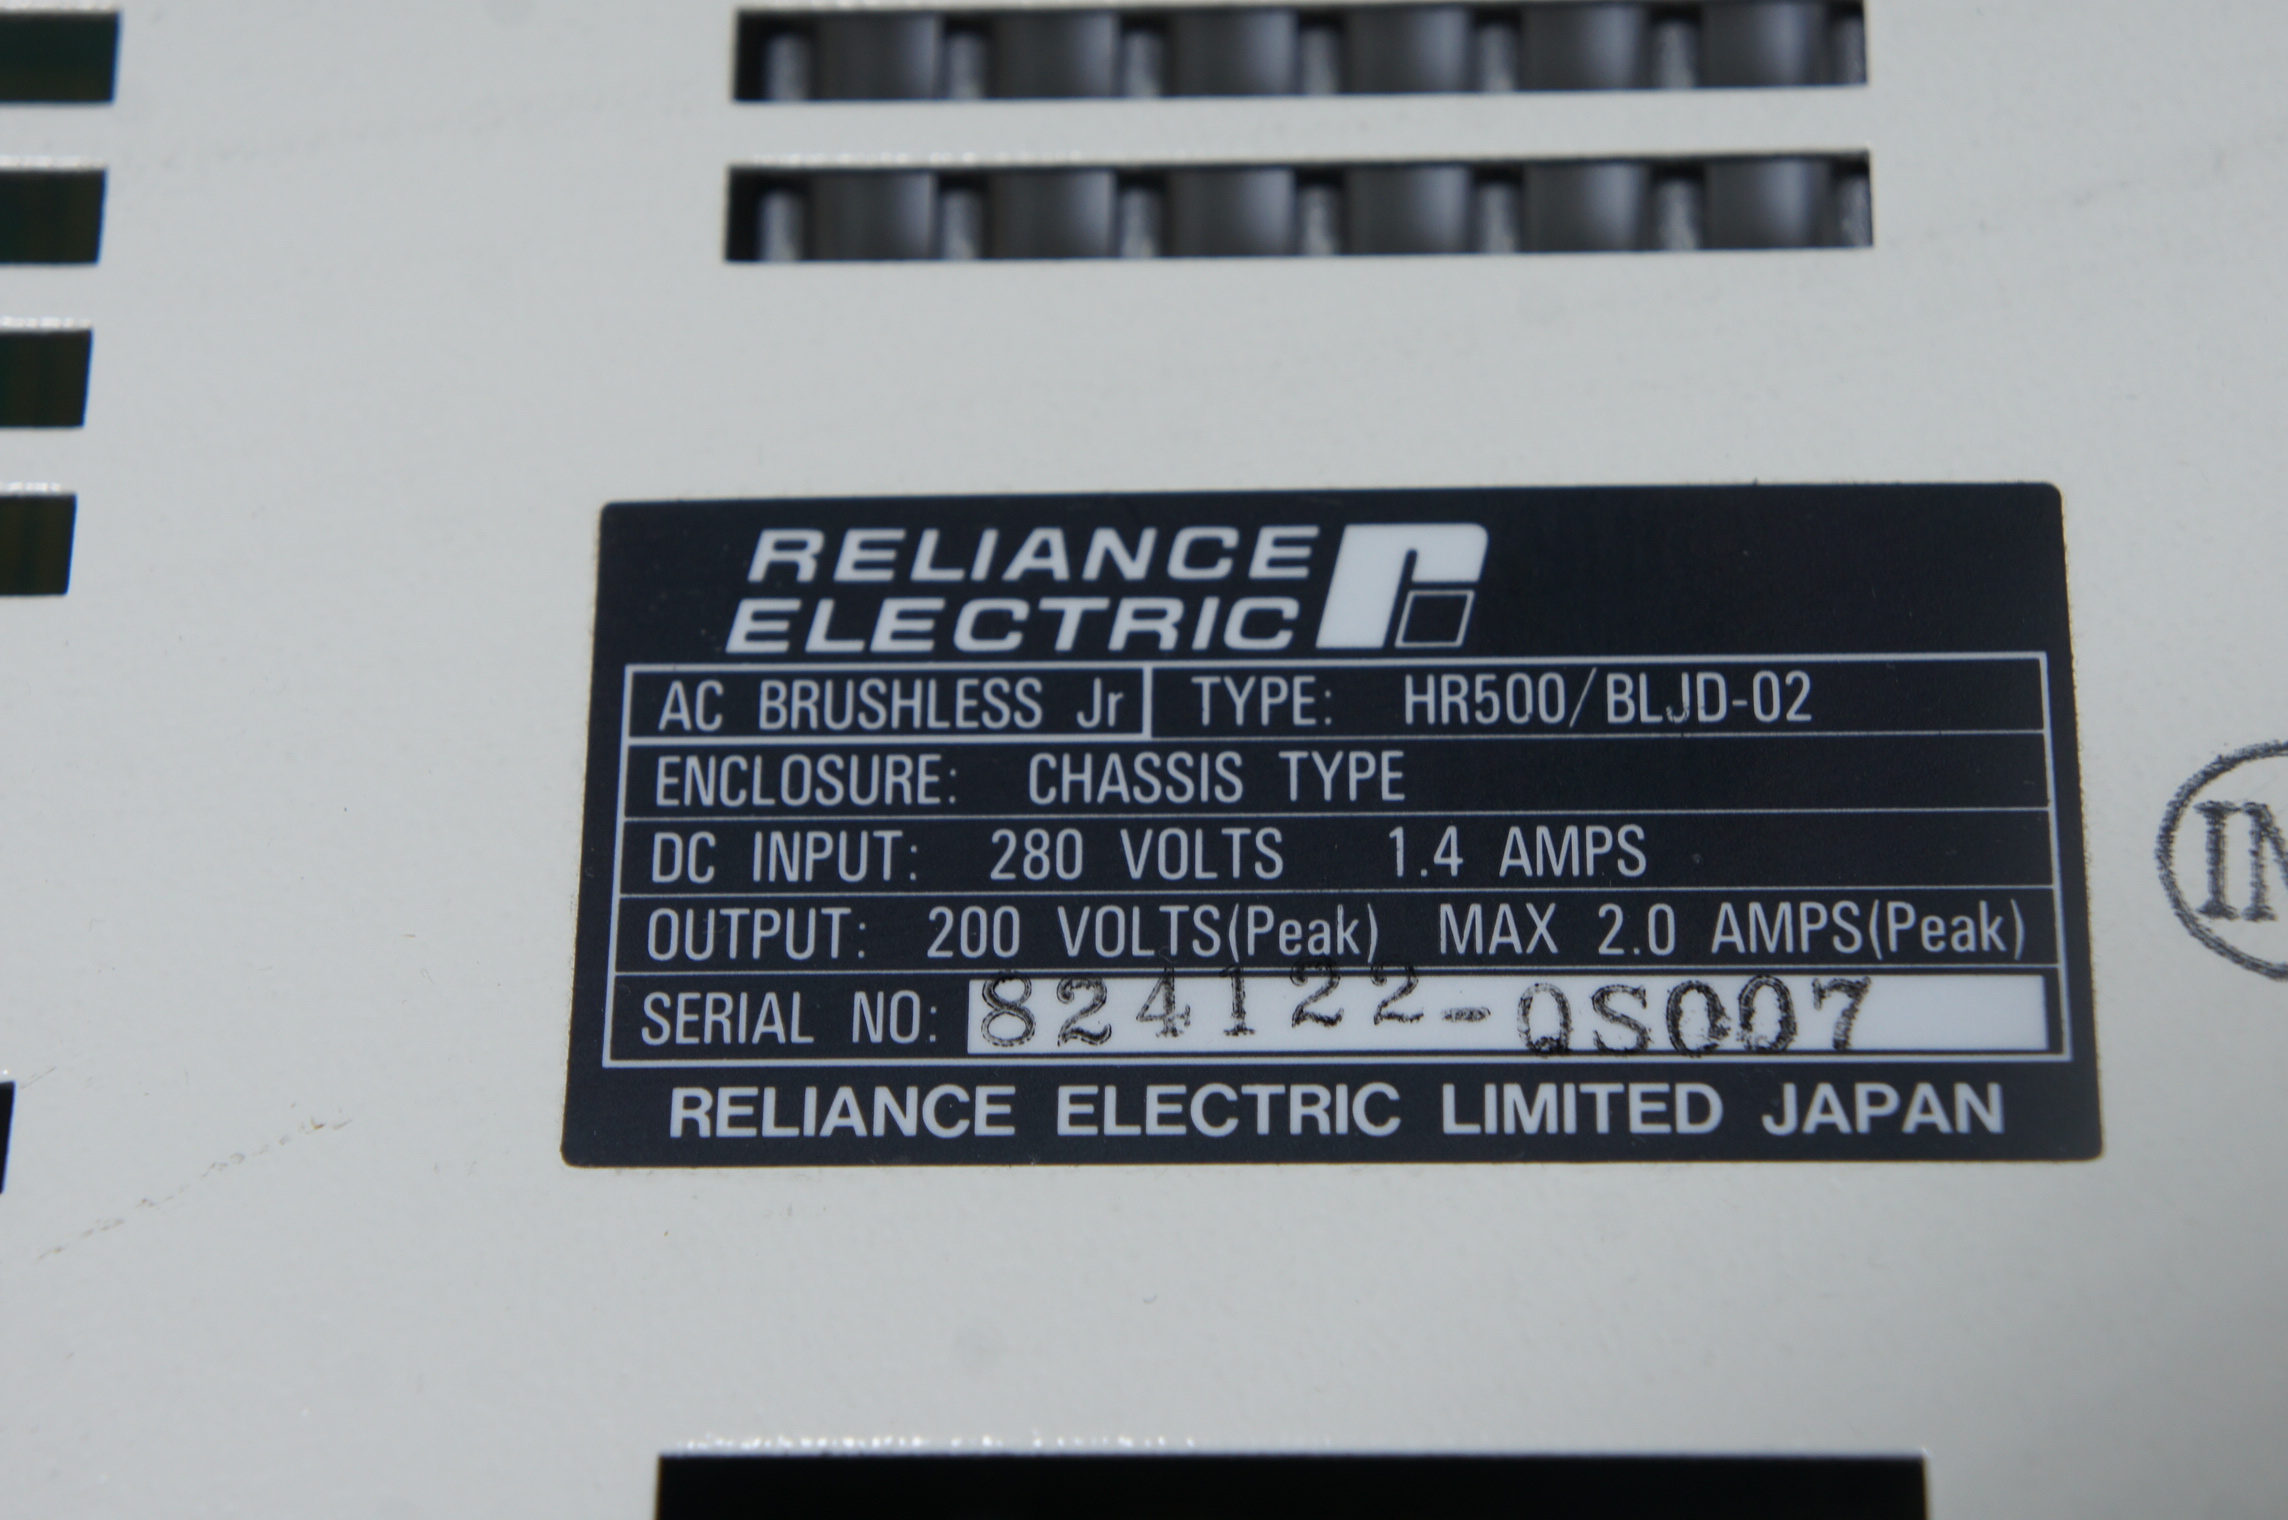 RELIANCE
ELECTRIC
AC BRUSHLESS Jr TYPE: HR500/BLJD-02
ENCLOSURE: CHASSIS TYPE
DC INPUT: 280 VOLTS 1.4 AMPS
OUTPUT: 200 VOLTS(Peak) MAX 2.0 AMPS(Peak)
SERIAL NO: 824122-QS007
RELIANCE ELECTRIC LIMITED JAPAN